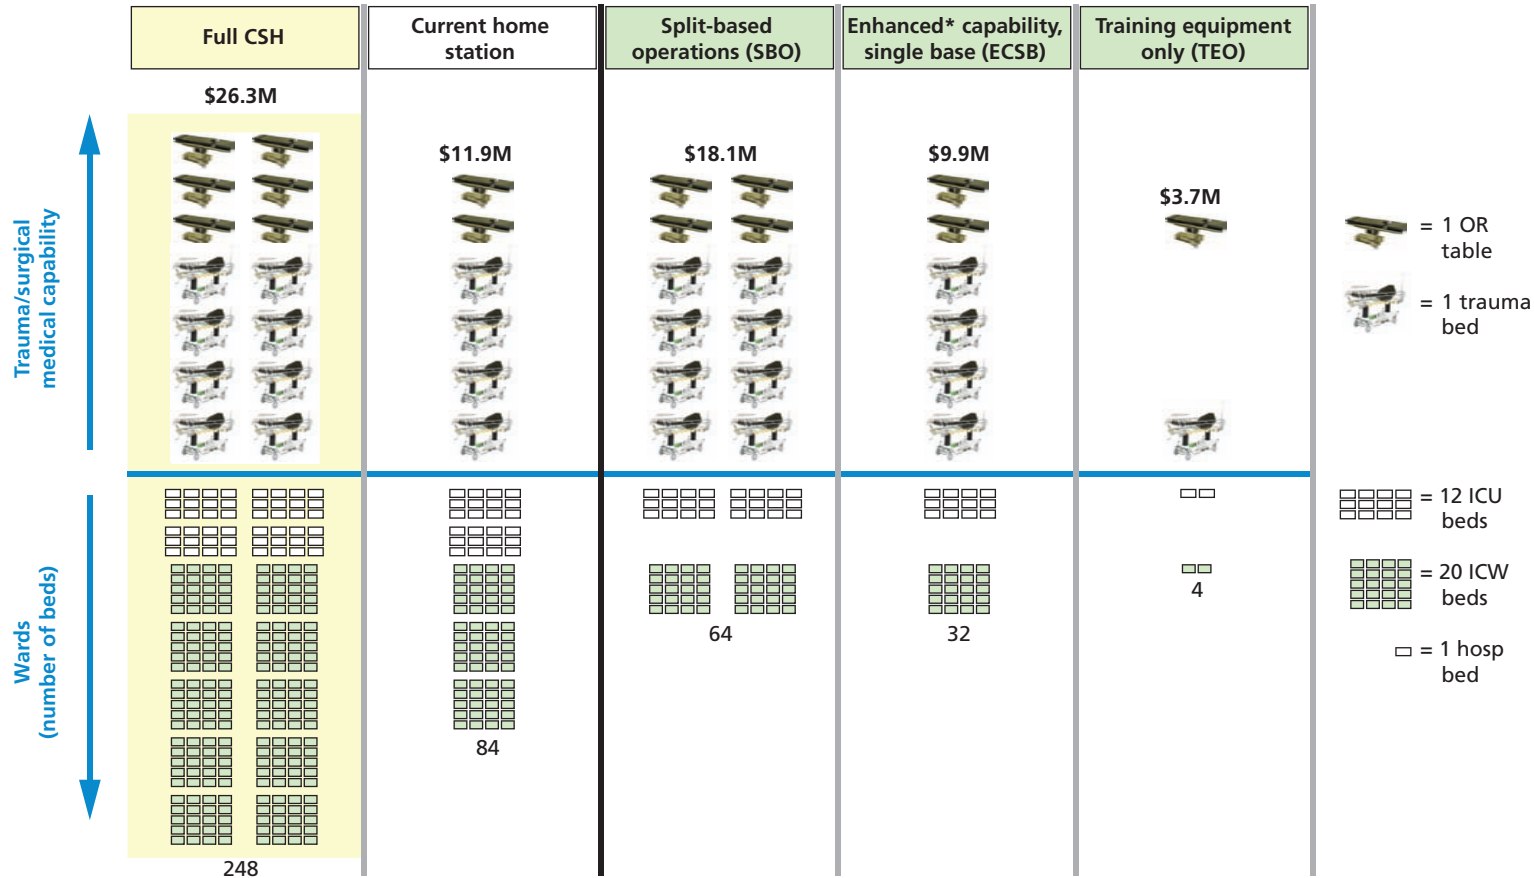 Full CSH
Current home
station
Split-based
operations (SBO)
Enhanced* capability,
single base (ECSB)
Training equipment
only (TEO)
$26.3M
$11.9M
$18.1M
$9.9M
$3.7M
Trauma/surgical
medical capability
= 1 OR
table
= 1 trauma
bed
Wards
(number of beds)
= 12 ICU
beds
= 20 ICW
beds
= 1 hosp
bed
248
84
64
32
4